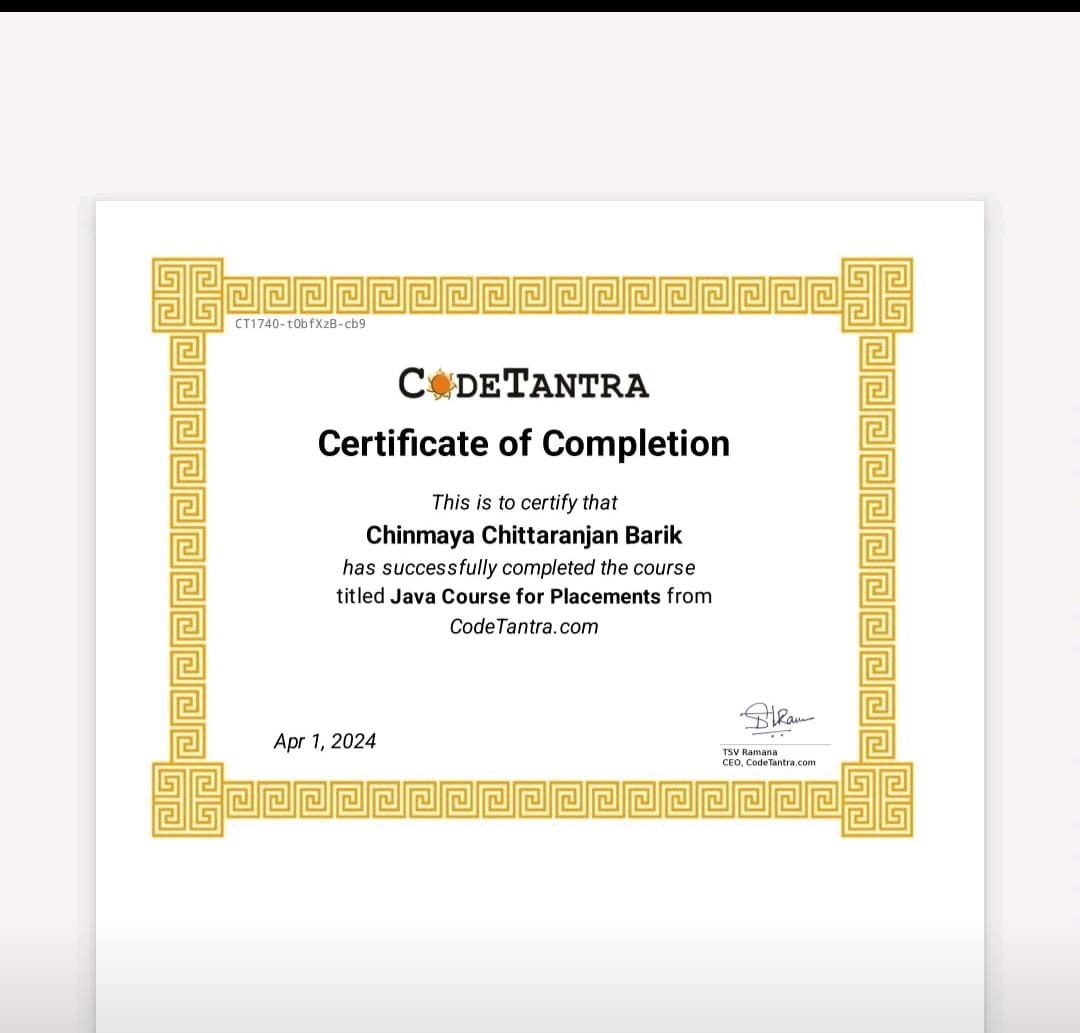 CT1740-tObfXzB-cb9
CODETANTRA
Certificate of Completion
This is to certify that
Chinmaya Chittaranjan Barik
has successfully completed the course
titled Java Course for Placements from
CodeTantra.com
Apr 1, 2024
TSV Ramana
CEO, CodeTantra.com